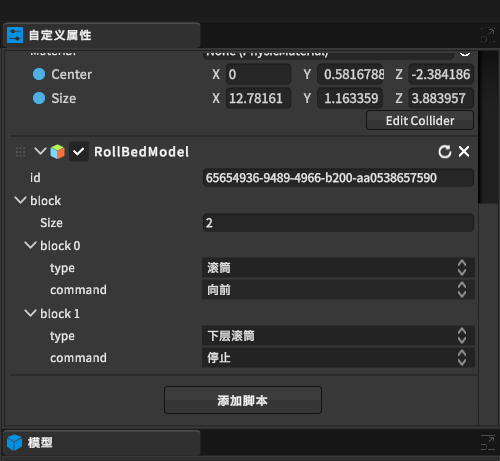 自定义属性
Material None (PhysicMaterial)
Center X 0 Y 0.5816788 Z -2.384186
Size X 12.78161 Y 1.163359 Z 3.883957
Edit Collider
RollBedModel
id 65654936-9489-4966-b200-aa0538657590
block
Size 2
block 0
type 滚筒
command 向前
block 1
type 下层滚筒
command 停止
添加脚本
模型